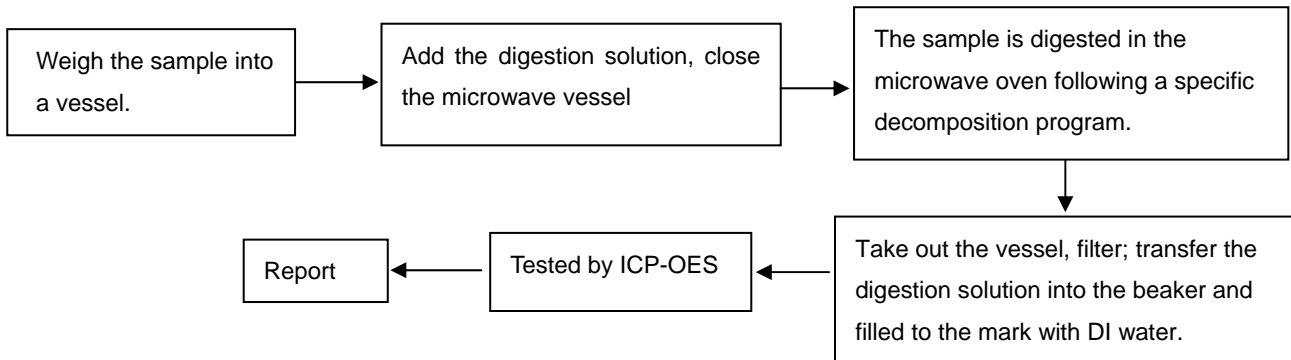 Weigh the sample into
a vessel.
Add the digestion solution, close
the microwave vessel
The sample is digested in the
microwave oven following a specific
decomposition program.
Take out the vessel, filter; transfer the
digestion solution into the beaker and
filled to the mark with DI water.
Tested by ICP-OES
Report